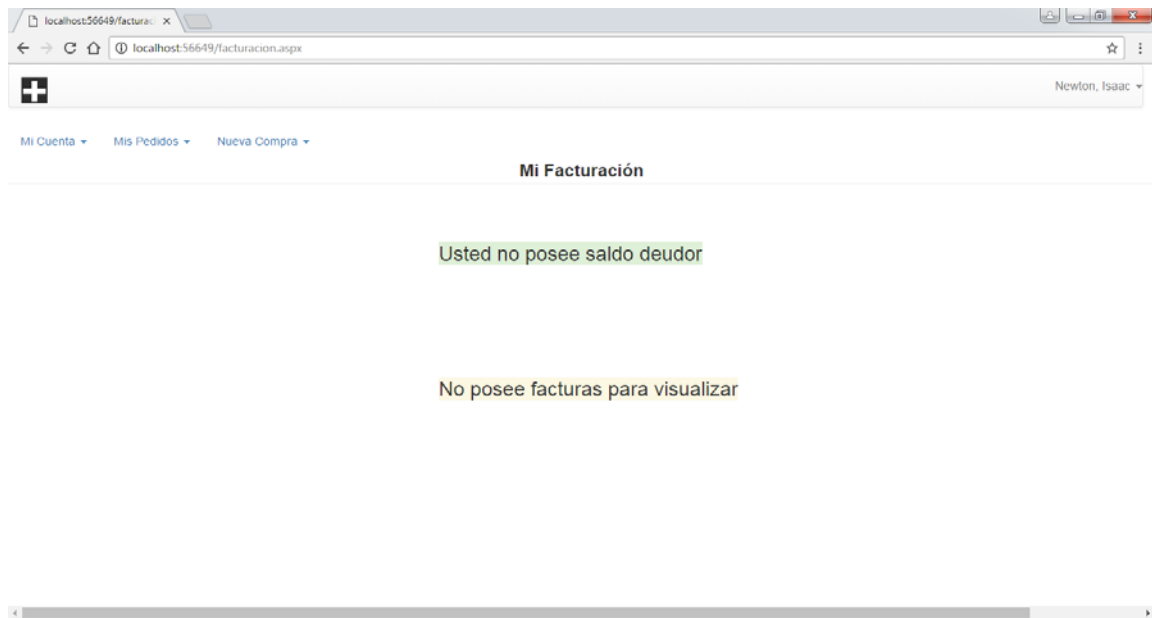 localhost:56649/facturac
localhost:56649/facturacion.aspx
Newton, Isaac
Mi Cuenta Mis Pedidos Nueva Compra
Mi Facturación
Usted no posee saldo deudor
No posee facturas para visualizar